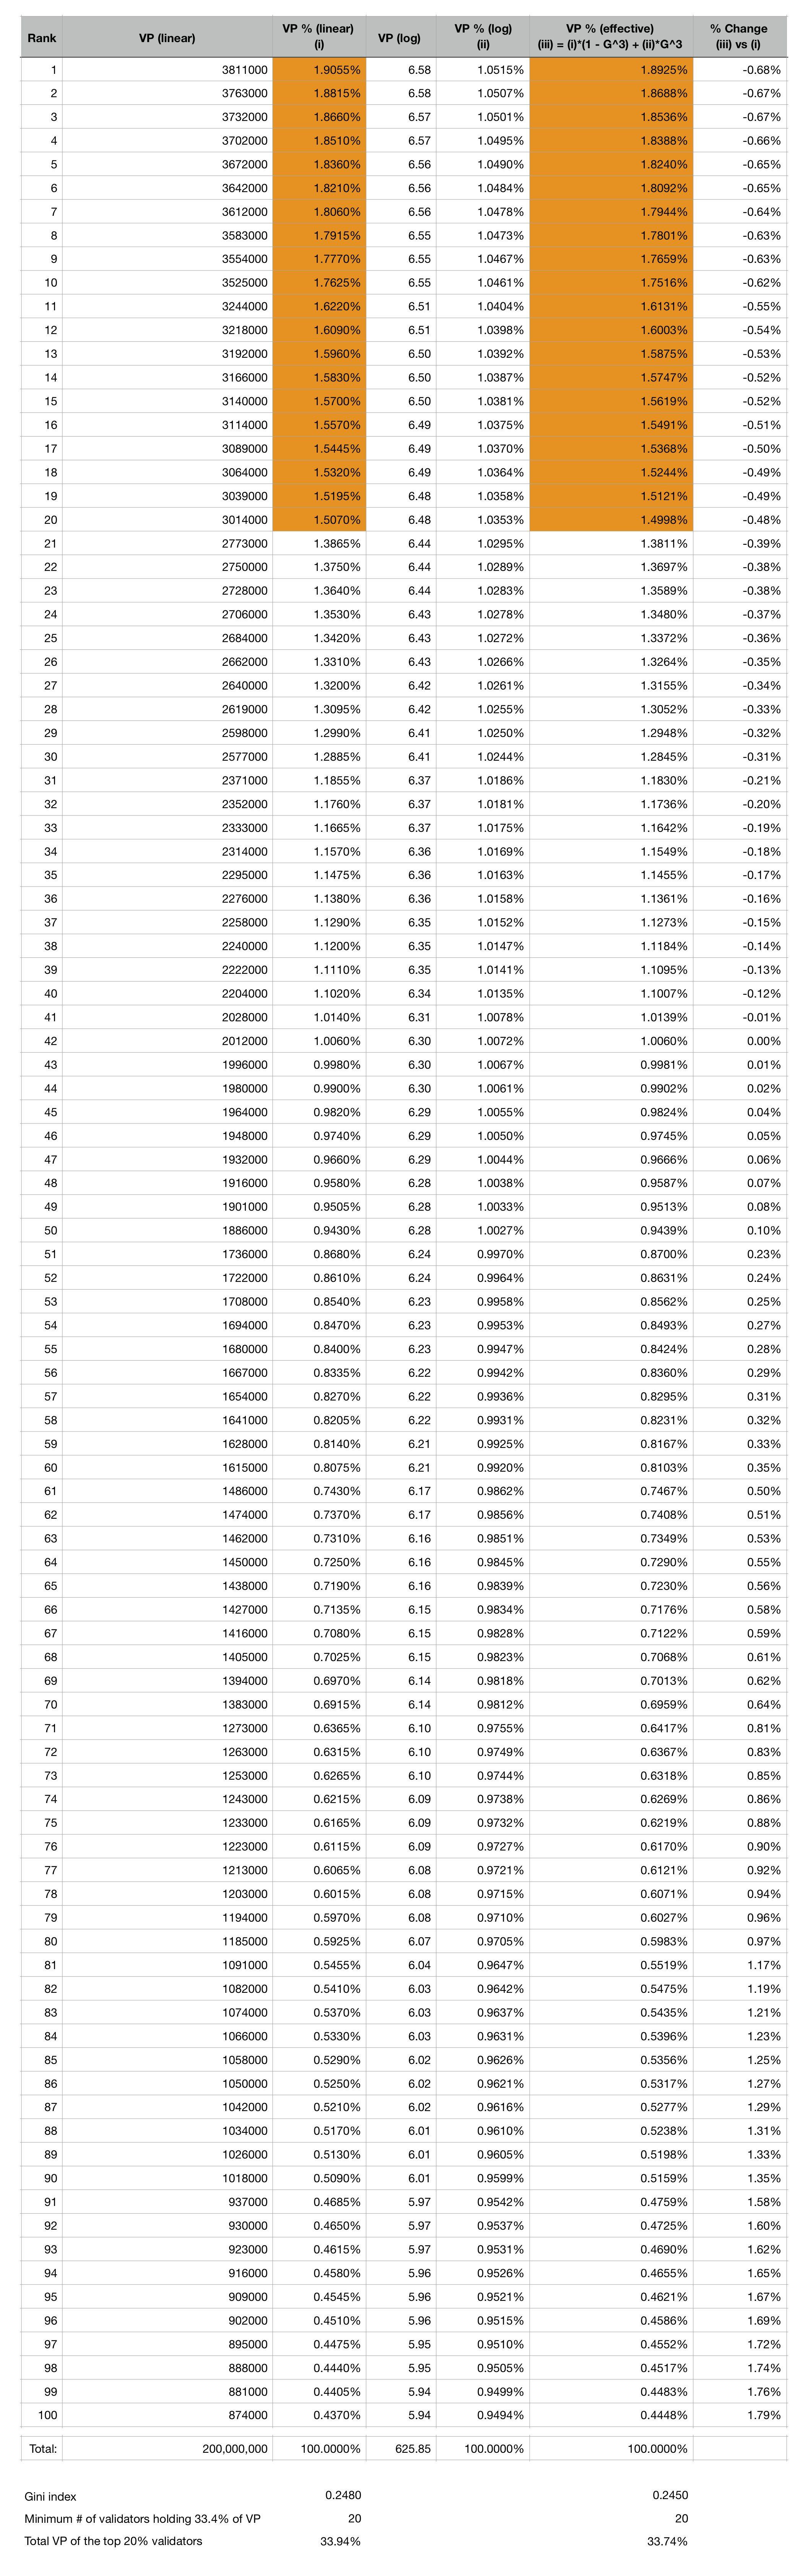 Rank VP (linear) VP % (linear) (i) VP (log) VP % (log) (ii) VP % (effective) (iii) = (i)*(1 - G^3) + (ii)*G^3 % Change (iii) vs (i)
1 3811000 1.9055% 6.58 1.0515% 1.8925% -0.68%
2 3763000 1.8815% 6.58 1.0507% 1.8688% -0.67%
3 3732000 1.8660% 6.57 1.0501% 1.8536% -0.67%
4 3702000 1.8510% 6.57 1.0495% 1.8388% -0.66%
5 3672000 1.8360% 6.56 1.0490% 1.8240% -0.65%
6 3642000 1.8210% 6.56 1.0484% 1.8092% -0.65%
7 3612000 1.8060% 6.56 1.0478% 1.7944% -0.64%
8 3583000 1.7915% 6.55 1.0473% 1.7801% -0.63%
9 3554000 1.7770% 6.55 1.0467% 1.7659% -0.63%
10 3525000 1.7625% 6.55 1.0461% 1.7516% -0.62%
11 3244000 1.6220% 6.51 1.0404% 1.6131% -0.55%
12 3218000 1.6090% 6.51 1.0398% 1.6003% -0.54%
13 3192000 1.5960% 6.50 1.0392% 1.5875% -0.53%
14 3166000 1.5830% 6.50 1.0387% 1.5747% -0.52%
15 3140000 1.5700% 6.50 1.0381% 1.5619% -0.52%
16 3114000 1.5570% 6.49 1.0375% 1.5491% -0.51%
17 3089000 1.5445% 6.49 1.0370% 1.5368% -0.50%
18 3064000 1.5320% 6.49 1.0364% 1.5244% -0.49%
19 3039000 1.5195% 6.48 1.0358% 1.5121% -0.49%
20 3014000 1.5070% 6.48 1.0353% 1.4998% -0.48%
21 2773000 1.3865% 6.44 1.0295% 1.3811% -0.39%
22 2750000 1.3750% 6.44 1.0289% 1.3697% -0.38%
23 2728000 1.3640% 6.44 1.0283% 1.3589% -0.38%
24 2706000 1.3530% 6.43 1.0278% 1.3480% -0.37%
25 2684000 1.3420% 6.43 1.0272% 1.3372% -0.36%
26 2662000 1.3310% 6.43 1.0266% 1.3264% -0.35%
27 2640000 1.3200% 6.42 1.0261% 1.3155% -0.34%
28 2619000 1.3095% 6.42 1.0255% 1.3052% -0.33%
29 2598000 1.2990% 6.41 1.0250% 1.2948% -0.32%
30 2577000 1.2885% 6.41 1.0244% 1.2845% -0.31%
31 2371000 1.1855% 6.37 1.0186% 1.1830% -0.21%
32 2352000 1.1760% 6.37 1.0181% 1.1736% -0.20%
33 2333000 1.1665% 6.37 1.0175% 1.1642% -0.19%
34 2314000 1.1570% 6.36 1.0169% 1.1549% -0.18%
35 2295000 1.1475% 6.36 1.0163% 1.1455% -0.17%
36 2276000 1.1380% 6.36 1.0158% 1.1361% -0.16%
37 2258000 1.1290% 6.35 1.0152% 1.1273% -0.15%
38 2240000 1.1200% 6.35 1.0147% 1.1184% -0.14%
39 2222000 1.1110% 6.35 1.0141% 1.1095% -0.13%
40 2204000 1.1020% 6.34 1.0135% 1.1007% -0.12%
41 2028000 1.0140% 6.31 1.0078% 1.0139% -0.01%
42 2012000 1.0060% 6.30 1.0072% 1.0060% 0.00%
43 1996000 0.9980% 6.30 1.0067% 0.9981% 0.01%
44 1980000 0.9900% 6.30 1.0061% 0.9902% 0.02%
45 1964000 0.9820% 6.29 1.0055% 0.9824% 0.04%
46 1948000 0.9740% 6.29 1.0050% 0.9745% 0.05%
47 1932000 0.9660% 6.29 1.0044% 0.9666% 0.06%
48 1916000 0.9580% 6.28 1.0038% 0.9587% 0.07%
49 1901000 0.9505% 6.28 1.0033% 0.9513% 0.08%
50 1886000 0.9430% 6.28 1.0027% 0.9439% 0.10%
51 1736000 0.8680% 6.24 0.9970% 0.8700% 0.23%
52 1722000 0.8610% 6.24 0.9964% 0.8631% 0.24%
53 1708000 0.8540% 6.23 0.9958% 0.8562% 0.25%
54 1694000 0.8470% 6.23 0.9953% 0.8493% 0.27%
55 1680000 0.8400% 6.23 0.9947% 0.8424% 0.28%
56 1667000 0.8335% 6.22 0.9942% 0.8360% 0.29%
57 1654000 0.8270% 6.22 0.9936% 0.8295% 0.31%
58 1641000 0.8205% 6.22 0.9931% 0.8231% 0.32%
59 1628000 0.8140% 6.21 0.9925% 0.8167% 0.33%
60 1615000 0.8075% 6.21 0.9920% 0.8103% 0.35%
61 1486000 0.7430% 6.17 0.9862% 0.7467% 0.50%
62 1474000 0.7370% 6.17 0.9856% 0.7408% 0.51%
63 1462000 0.7310% 6.16 0.9851% 0.7349% 0.53%
64 1450000 0.7250% 6.16 0.9845% 0.7290% 0.55%
65 1438000 0.7190% 6.16 0.9839% 0.7230% 0.56%
66 1427000 0.7135% 6.15 0.9834% 0.7176% 0.58%
67 1416000 0.7080% 6.15 0.9828% 0.7122% 0.59%
68 1405000 0.7025% 6.15 0.9823% 0.7068% 0.61%
69 1394000 0.6970% 6.14 0.9818% 0.7013% 0.62%
70 1383000 0.6915% 6.14 0.9812% 0.6959% 0.64%
71 1273000 0.6365% 6.10 0.9755% 0.6417% 0.81%
72 1263000 0.6315% 6.10 0.9749% 0.6367% 0.83%
73 1253000 0.6265% 6.10 0.9744% 0.6318% 0.85%
74 1243000 0.6215% 6.09 0.9738% 0.6269% 0.86%
75 1233000 0.6165% 6.09 0.9732% 0.6219% 0.88%
76 1223000 0.6115% 6.09 0.9727% 0.6170% 0.90%
77 1213000 0.6065% 6.08 0.9721% 0.6121% 0.92%
78 1203000 0.6015% 6.08 0.9715% 0.6071% 0.94%
79 1194000 0.5970% 6.08 0.9710% 0.6027% 0.96%
80 1185000 0.5925% 6.07 0.9705% 0.5983% 0.97%
81 1091000 0.5455% 6.04 0.9647% 0.5519% 1.17%
82 1082000 0.5410% 6.03 0.9642% 0.5475% 1.19%
83 1074000 0.5370% 6.03 0.9637% 0.5435% 1.21%
84 1066000 0.5330% 6.03 0.9631% 0.5396% 1.23%
85 1058000 0.5290% 6.02 0.9626% 0.5356% 1.25%
86 1050000 0.5250% 6.02 0.9621% 0.5317% 1.27%
87 1042000 0.5210% 6.02 0.9616% 0.5277% 1.29%
88 1034000 0.5170% 6.01 0.9610% 0.5238% 1.31%
89 1026000 0.5130% 6.01 0.9605% 0.5198% 1.33%
90 1018000 0.5090% 6.01 0.9599% 0.5159% 1.35%
91 937000 0.4685% 5.97 0.9542% 0.4759% 1.58%
92 930000 0.4650% 5.97 0.9537% 0.4725% 1.60%
93 923000 0.4615% 5.97 0.9531% 0.4690% 1.62%
94 916000 0.4580% 5.96 0.9526% 0.4655% 1.65%
95 909000 0.4545% 5.96 0.9521% 0.4621% 1.67%
96 902000 0.4510% 5.96 0.9515% 0.4586% 1.69%
97 895000 0.4475% 5.95 0.9510% 0.4552% 1.72%
98 888000 0.4440% 5.95 0.9505% 0.4517% 1.74%
99 881000 0.4405% 5.94 0.9499% 0.4483% 1.76%
100 874000 0.4370% 5.94 0.9494% 0.4448% 1.79%
Total: 200,000,000 100.0000% 625.85 100.0000% 100.0000%
Gini index 0.2480 0.2450
Minimum # of validators holding 33.4% of VP 20 20
Total VP of the top 20% validators 33.94% 33.74%